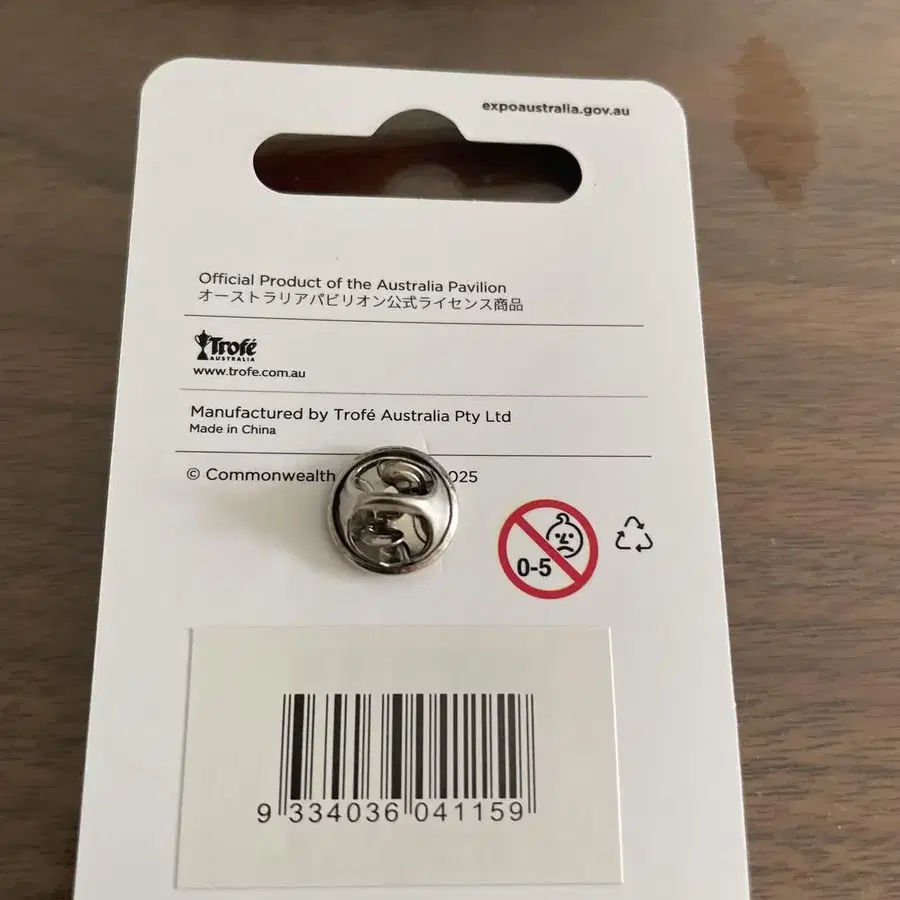 expoaustralia.gov.au
Official Product of the Australia Pavilion
オーストラリアパビリオン公式ライセンス商品
Trofé
AUSTRALIA
www.trofe.com.au
Manufactured by Trofé Australia Pty Ltd
Made in China
© Commonwealth 025
0-5
9 334036 041159